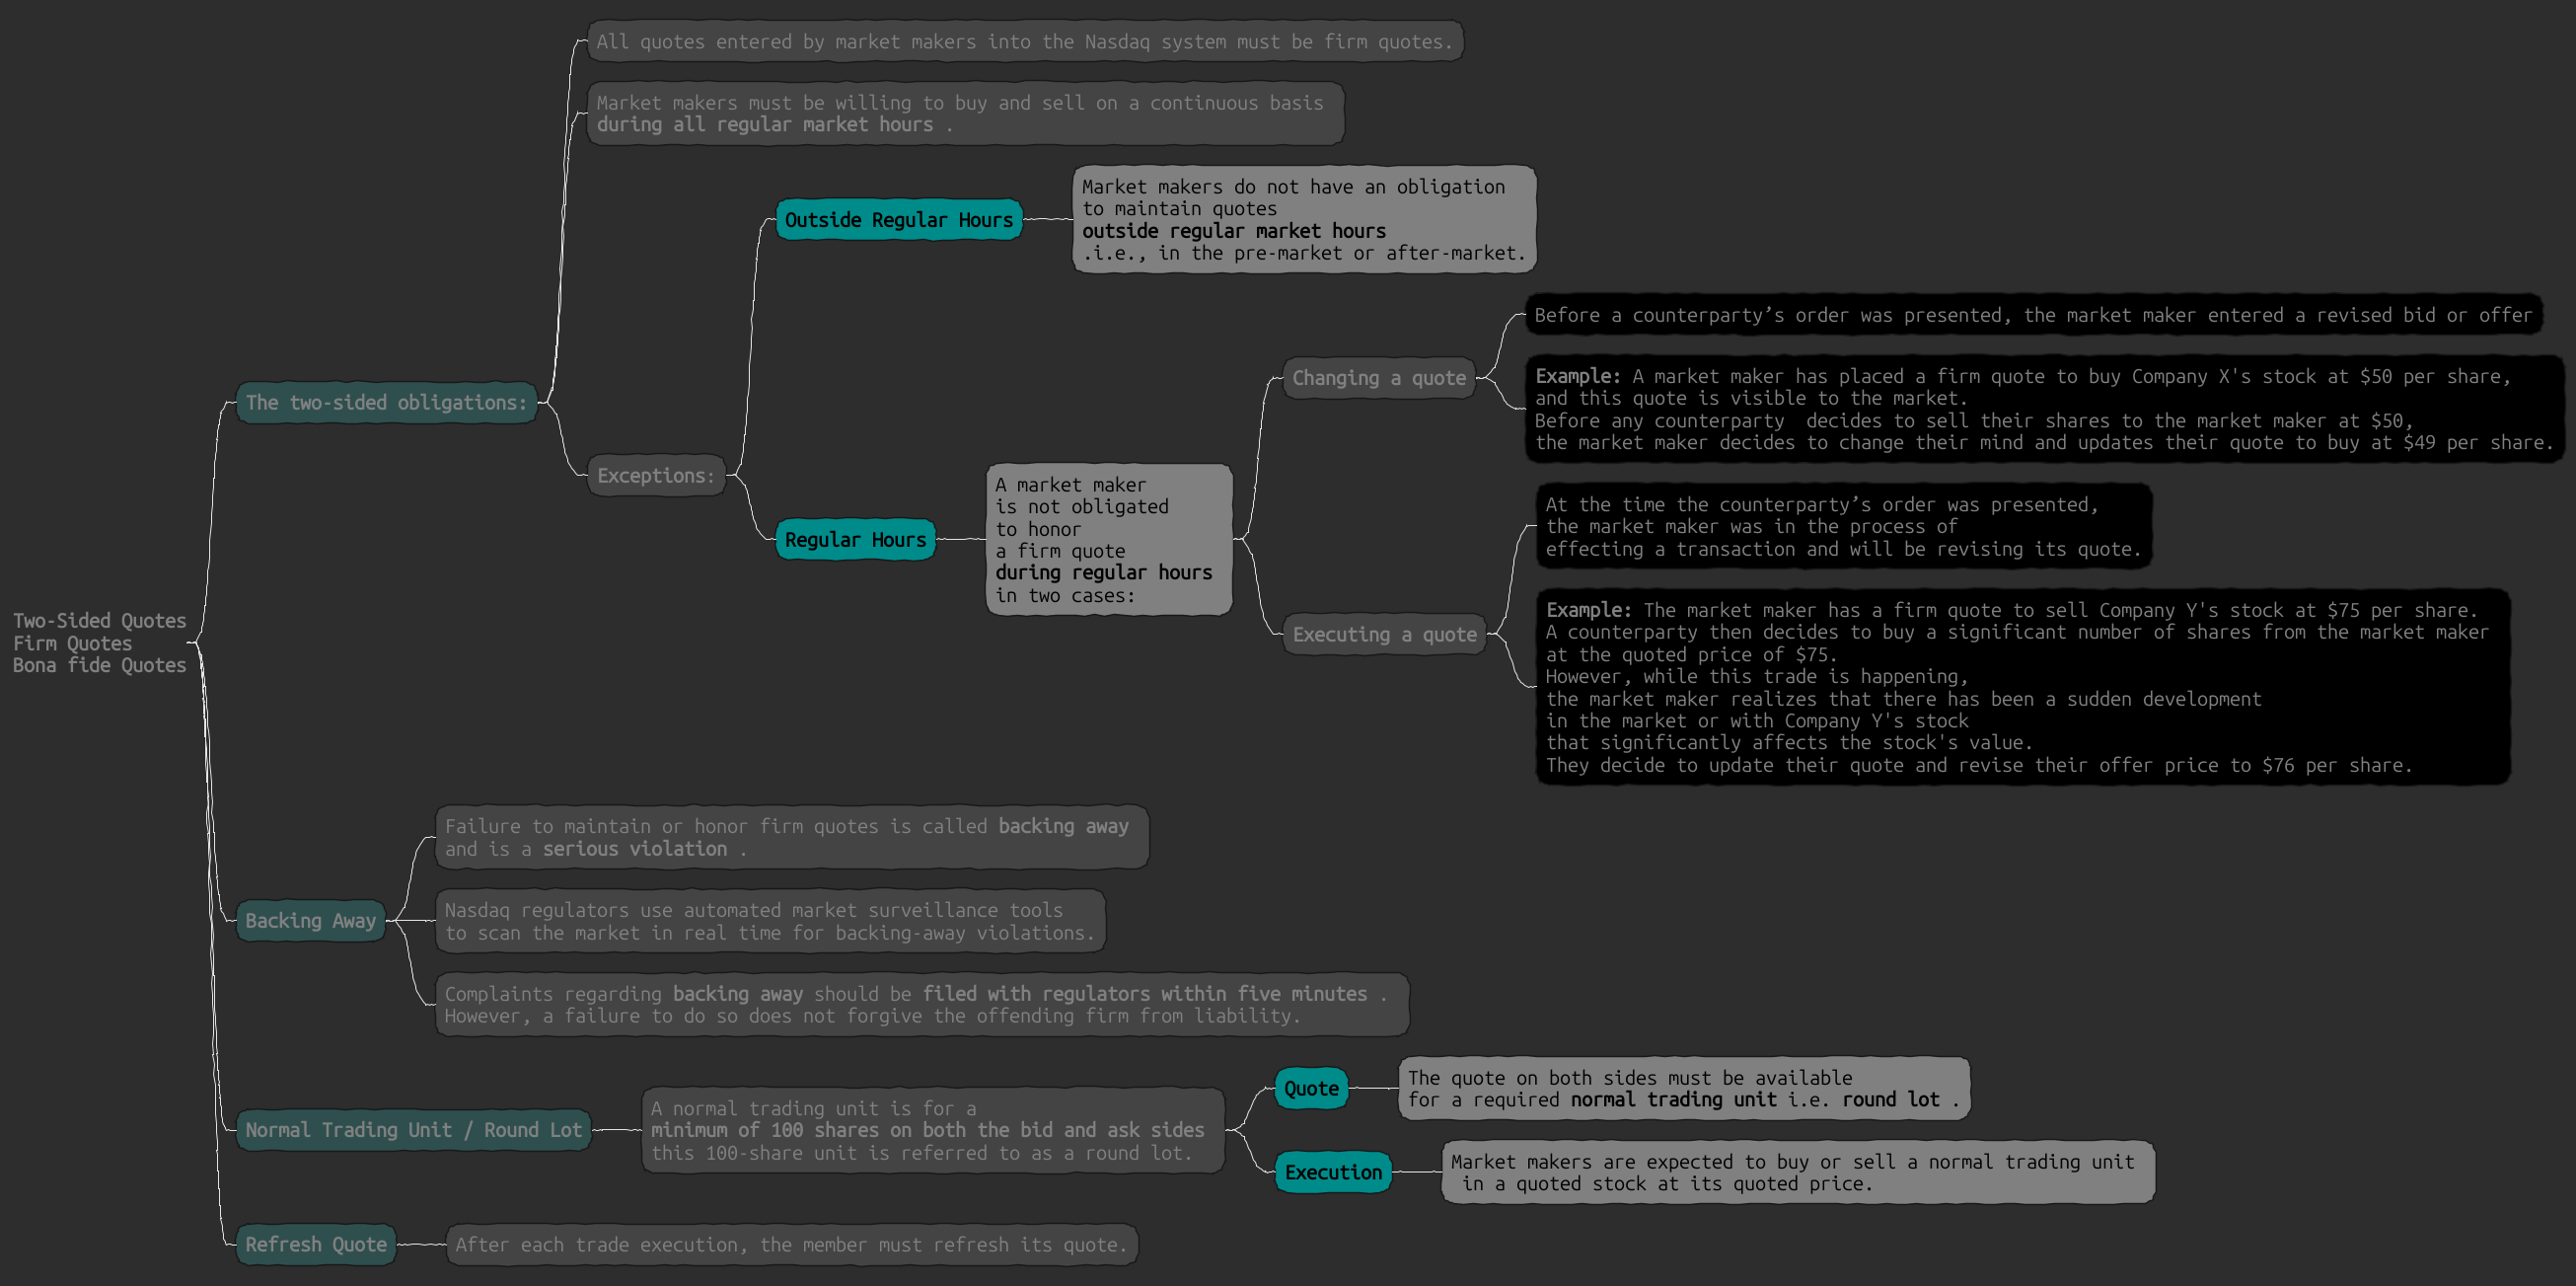 Two-Sided Quotes
Firm Quotes
Bona fide Quotes
The two-sided obligations:
All quotes entered by market makers into the Nasdaq system must be firm quotes.
Market makers must be willing to buy and sell on a continuous basis
during all regular market hours .
Exceptions:
Outside Regular Hours
Market makers do not have an obligation
to maintain quotes
outside regular market hours
.i.e., in the pre-market or after-market.
Regular Hours
A market maker
is not obligated
to honor
a firm quote
during regular hours
in two cases:
Changing a quote
Before a counterparty’s order was presented, the market maker entered a revised bid or offer
Example: A market maker has placed a firm quote to buy Company X's stock at $50 per share,
and this quote is visible to the market.
Before any counterparty  decides to sell their shares to the market maker at $50,
the market maker decides to change their mind and updates their quote to buy at $49 per share.
Executing a quote
At the time the counterparty’s order was presented,
the market maker was in the process of
effecting a transaction and will be revising its quote.
Example: The market maker has a firm quote to sell Company Y's stock at $75 per share.
A counterparty then decides to buy a significant number of shares from the market maker
at the quoted price of $75.
However, while this trade is happening,
the market maker realizes that there has been a sudden development
in the market or with Company Y's stock
that significantly affects the stock's value.
They decide to update their quote and revise their offer price to $76 per share.
Backing Away
Failure to maintain or honor firm quotes is called backing away
and is a serious violation .
Nasdaq regulators use automated market surveillance tools
to scan the market in real time for backing-away violations.
Complaints regarding backing away should be filed with regulators within five minutes .
However, a failure to do so does not forgive the offending firm from liability.
Normal Trading Unit / Round Lot
A normal trading unit is for a
minimum of 100 shares on both the bid and ask sides
this 100-share unit is referred to as a round lot.
Quote
The quote on both sides must be available
for a required normal trading unit i.e. round lot .
Execution
Market makers are expected to buy or sell a normal trading unit
in a quoted stock at its quoted price.
Refresh Quote
After each trade execution, the member must refresh its quote.